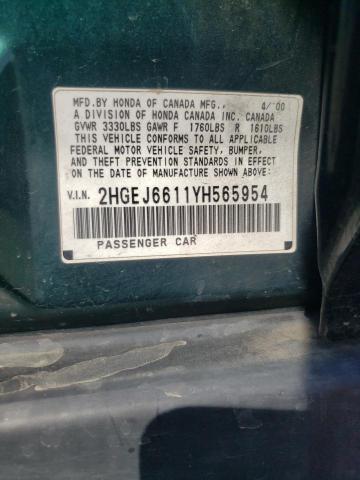 MFD.BY HONDA OF CANADA MFG., 4/'00
A DIVISION OF HONDA CANADA INC. CANADA
GVWR 3330LBS GAWR F 1760LBS R 1610LBS
THIS VEHICLE CONFORMS TO ALL APPLICABLE
FEDERAL MOTOR VEHICLE SAFETY, BUMPER,
AND THEFT PREVENTION STANDARDS IN EFFECT
ON THE DATE OF MANUFACTURE SHOWN ABOVE.
V.I.N. 2HGEJ6611YH565954
PASSENGER CAR